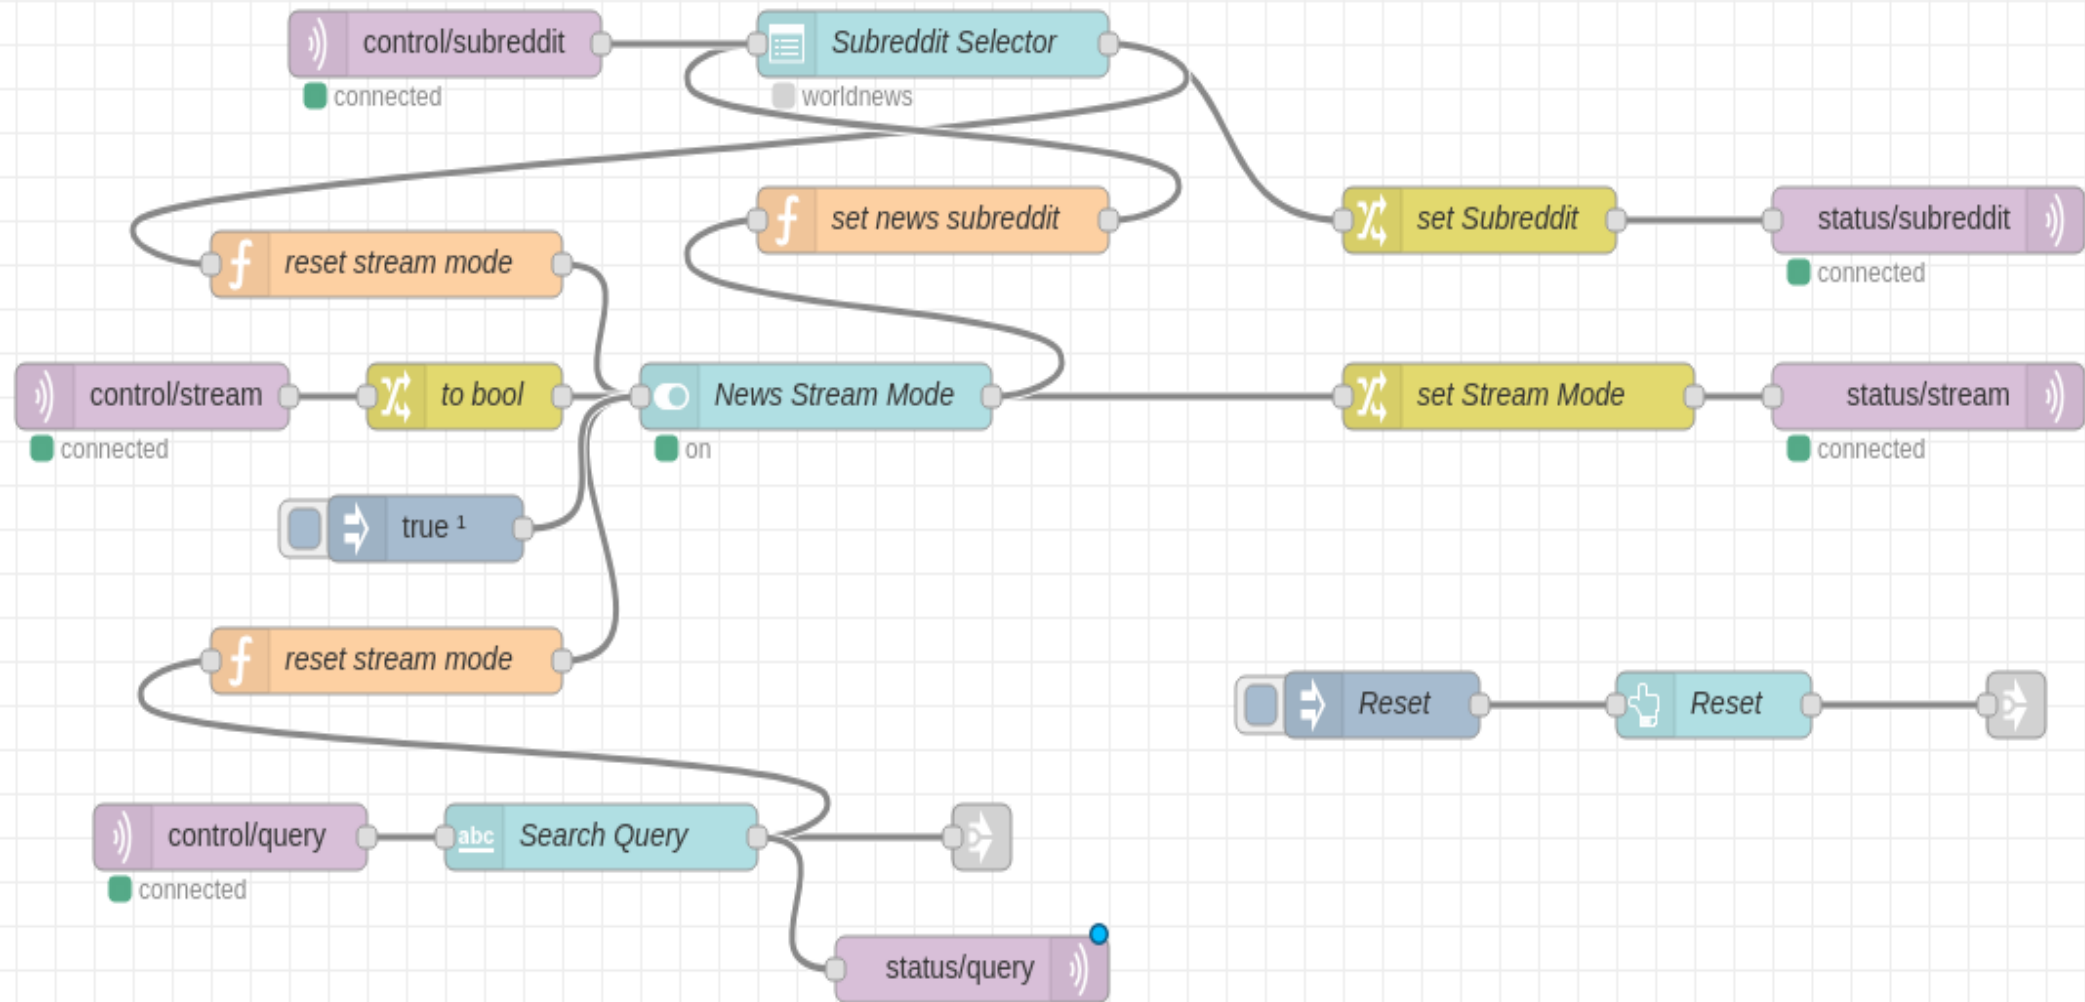 control/subreddit
connected
Subreddit Selector
worldnews
set news subreddit
set Subreddit
status/subreddit
connected
reset stream mode
control/stream
connected
to bool
News Stream Mode
on
set Stream Mode
status/stream
connected
true ¹
reset stream mode
Reset
Reset
control/query
connected
abc
Search Query
status/query